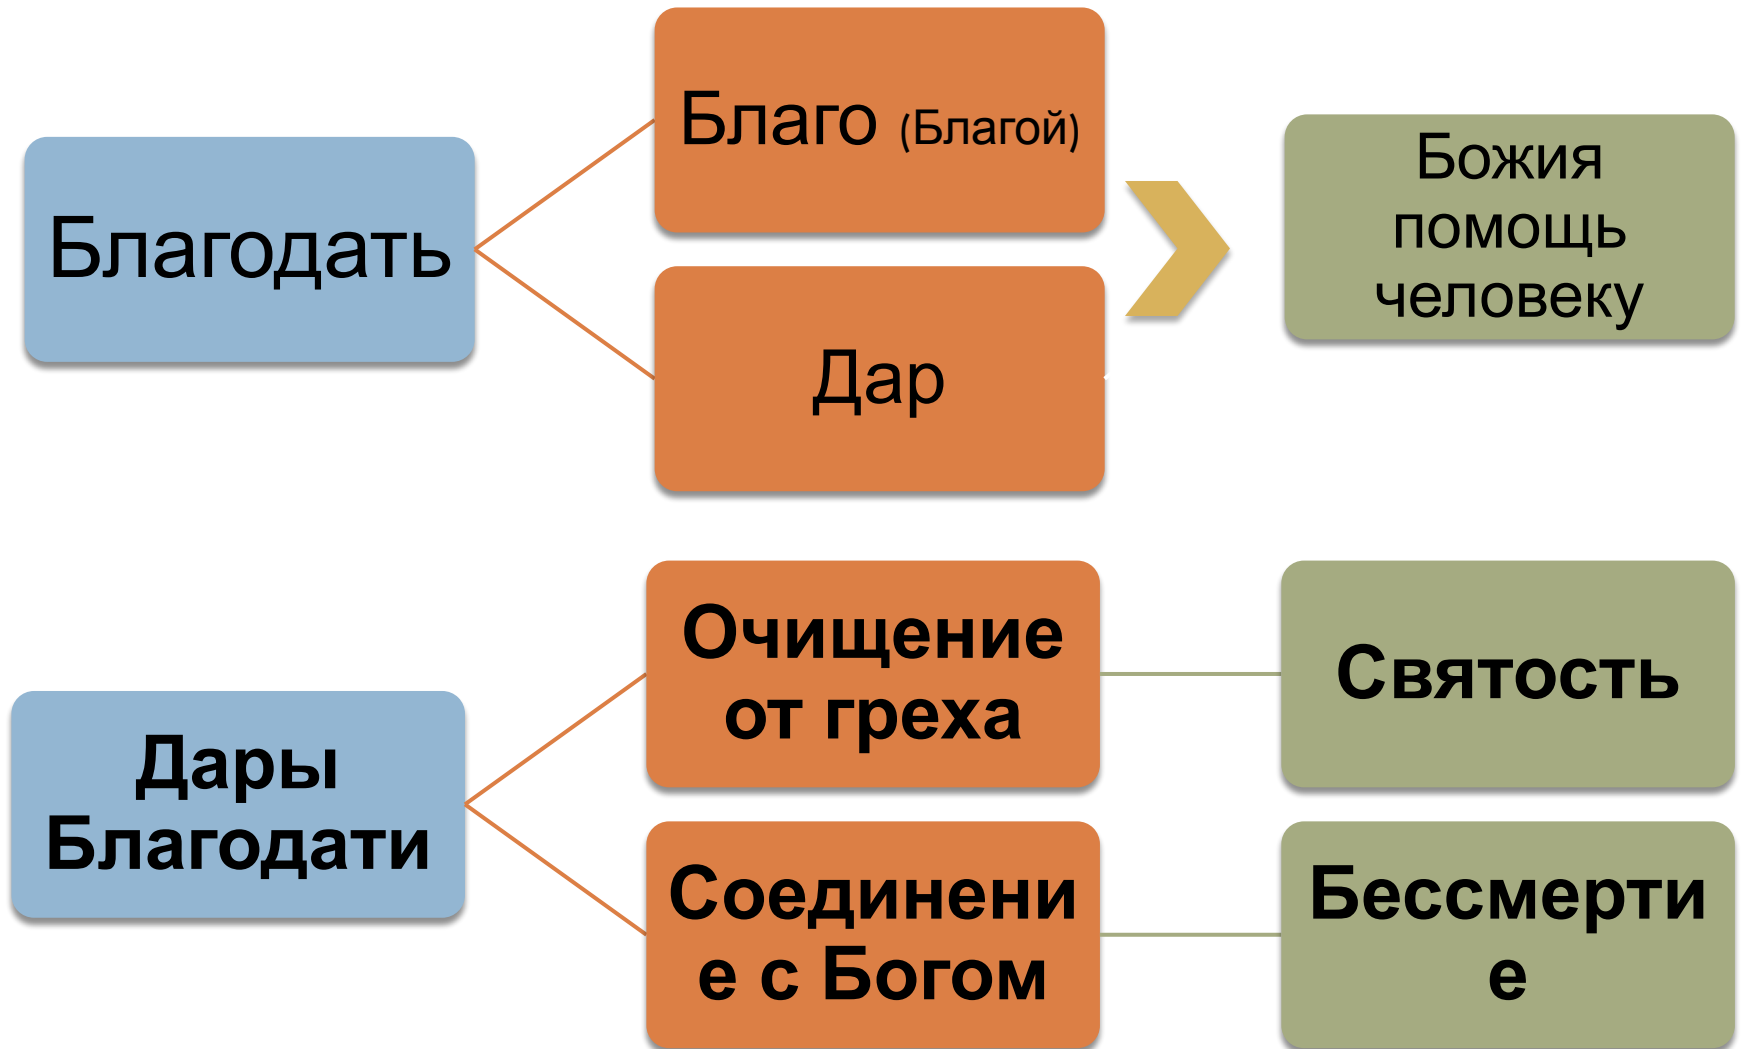 Благо (Благой)
Благодать
Дар
Божия
помощь
человеку
Дары
Благодати
Очищение
от греха
Святость
Соединени
е с Богом
Бессмерти
е